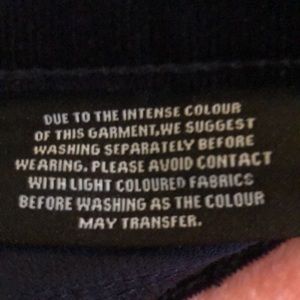 DUE TO THE INTENSE COLOUR
OF THIS GARMENT,WE SUGGEST
WASHING SEPARATELY BEFORE
WEARING. PLEASE AVOID CONTACT
WITH LIGHT COLOURED FABRICS
BEFORE WASHING AS THE COLOUR
MAY TRANSFER.